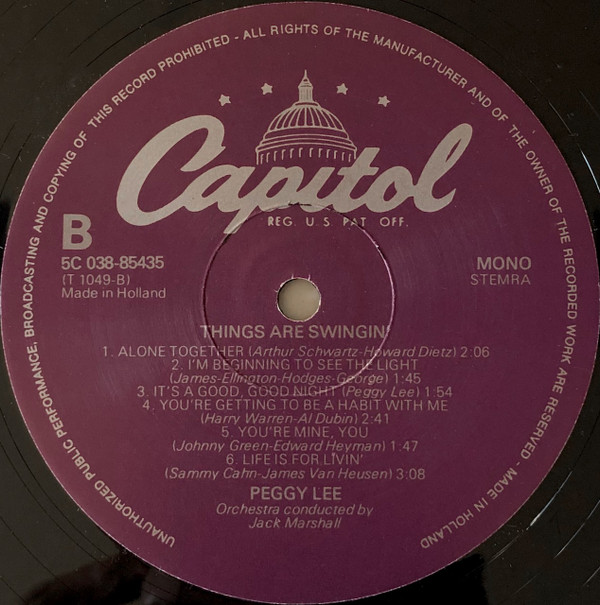 UNAUTHORIZED PUBLIC PERFORMANCE, BROADCASTING AND COPYING OF THIS RECORD PROHIBITED - ALL RIGHTS OF THE MANUFACTURER AND OF THE OWNER OF THE RECORDED WORK ARE RESERVED - MADE IN HOLLAND
Capitol
REG. U.S. PAT. OFF.
B
5C 038-85435
(T 1049-B)
Made in Holland
MONO
STEMRA
THINGS ARE SWINGIN'
1. ALONE TOGETHER (Arthur Schwartz-Howard Dietz) 2:06
2. I'M BEGINNING TO SEE THE LIGHT
(James-Ellington-Hodges-George) 1:45
3. IT'S A GOOD, GOOD NIGHT (Peggy Lee) 1:54
4. YOU'RE GETTING TO BE A HABIT WITH ME
(Harry Warren-Al Dubin) 2:41
5. YOU'RE MINE, YOU
(Johnny Green-Edward Heyman) 1:47
6. LIFE IS FOR LIVIN'
(Sammy Cahn-James Van Heusen) 3:08
PEGGY LEE
Orchestra conducted by
Jack Marshall